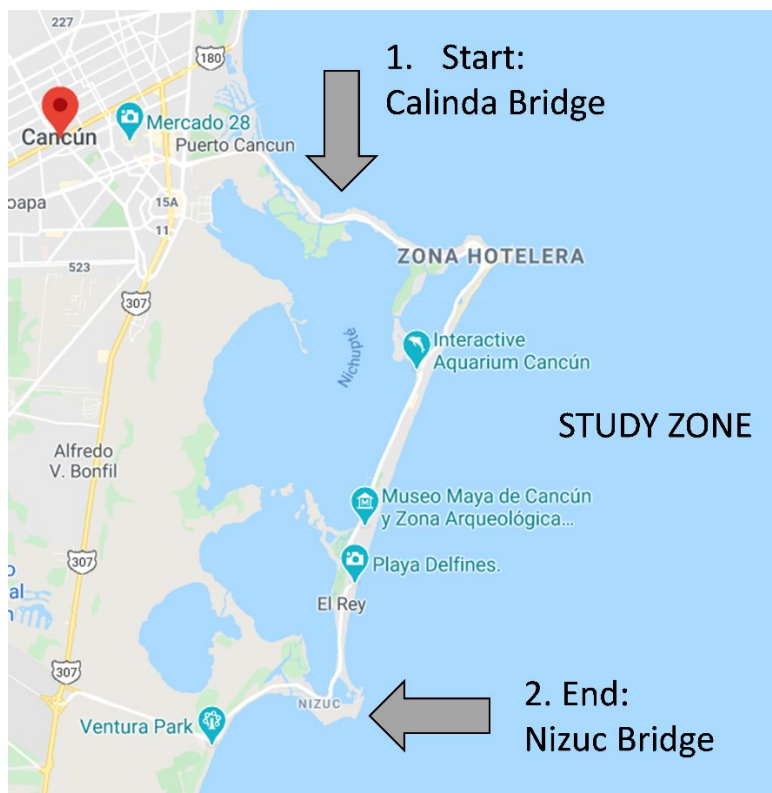 1. Start:
Calinda Bridge
180
Mercado 28
Cancún
Puerto Cancun
oapa
15A
11
ZONA HOTELERA
523
307
Interactive
Aquarium Cancún
Nichupté
STUDY ZONE
Alfredo
V. Bonfil
Museo Maya de Cancún
y Zona Arqueológica...
307
Playa Delfines.
o
al
n
El Rey
307
NIZUC
2. End:
Nizuc Bridge
Ventura Park